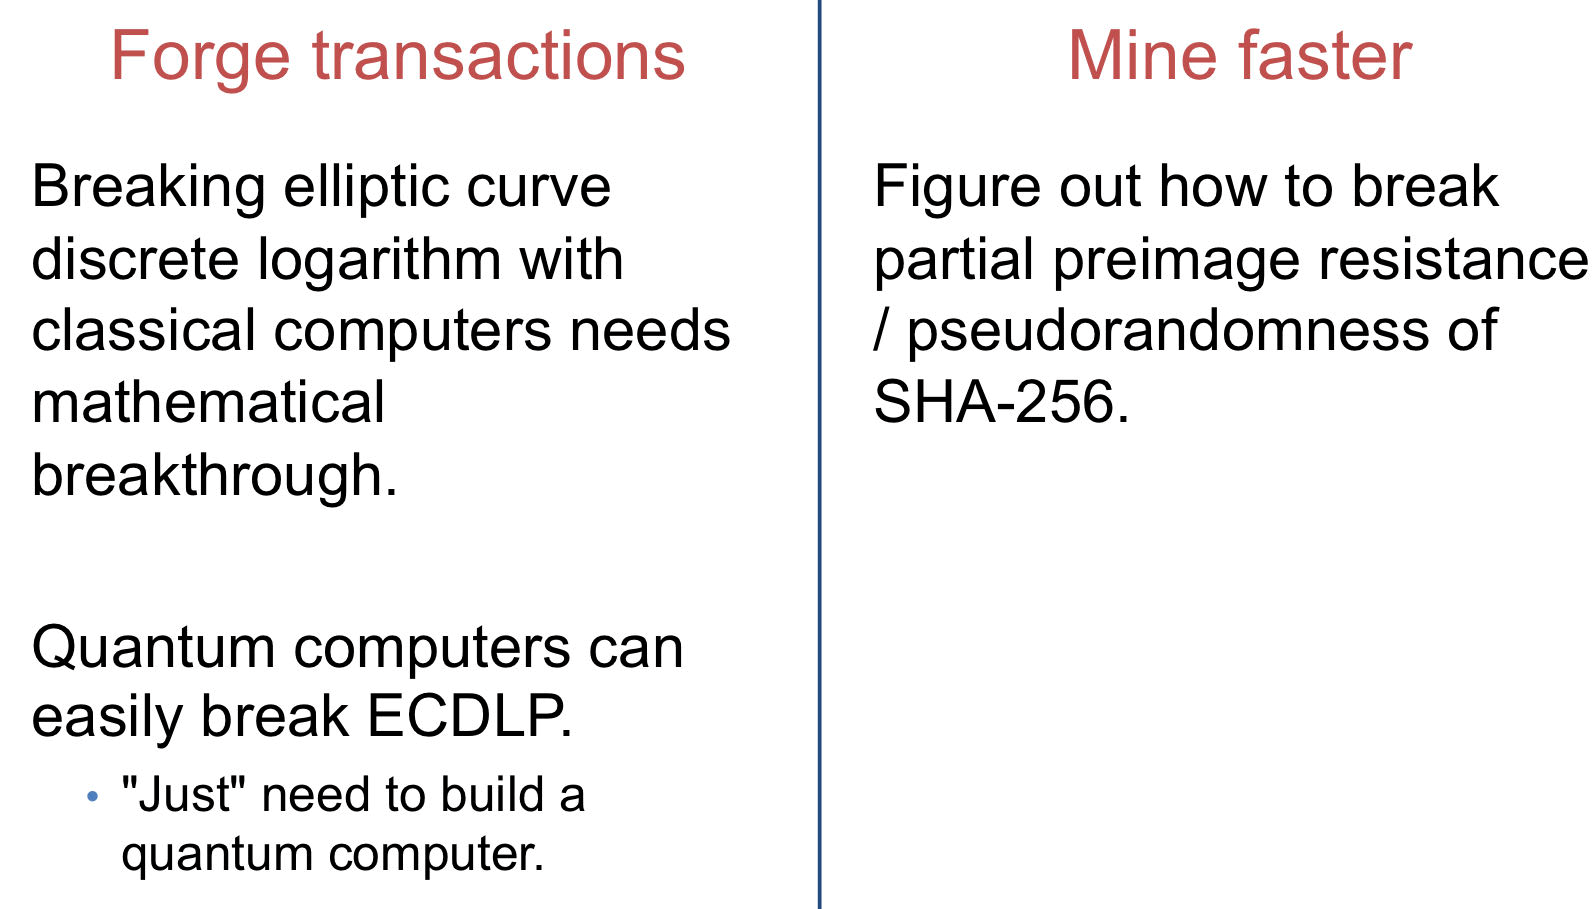 Forge transactions
Breaking elliptic curve
discrete logarithm with
classical computers needs
mathematical
breakthrough.
Quantum computers can
easily break ECDLP.
• "Just" need to build a
quantum computer.
Mine faster
Figure out how to break
partial preimage resistance
/ pseudorandomness of
SHA-256.